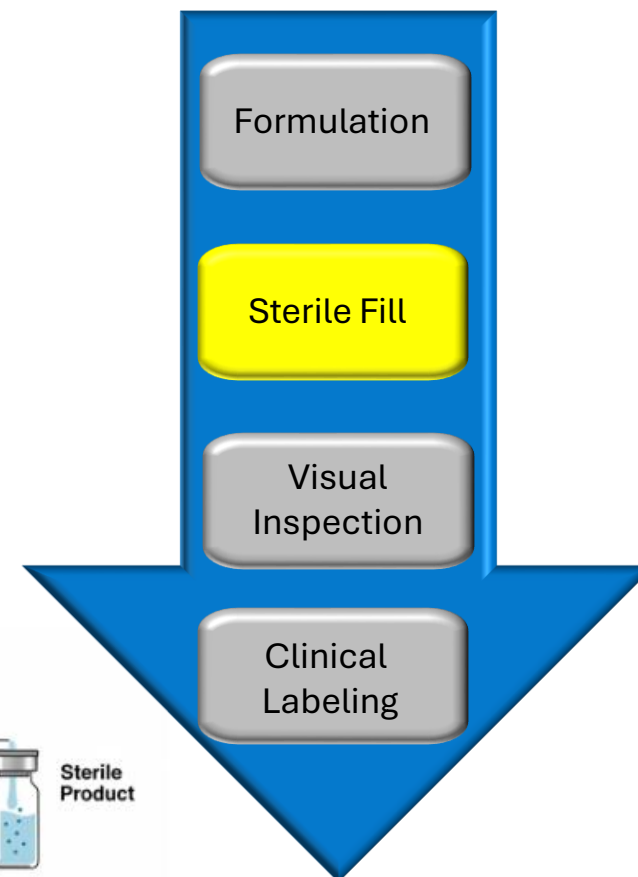 Formulation
Sterile Fill
Visual
Inspection
Clinical
Labeling
Sterile
Product